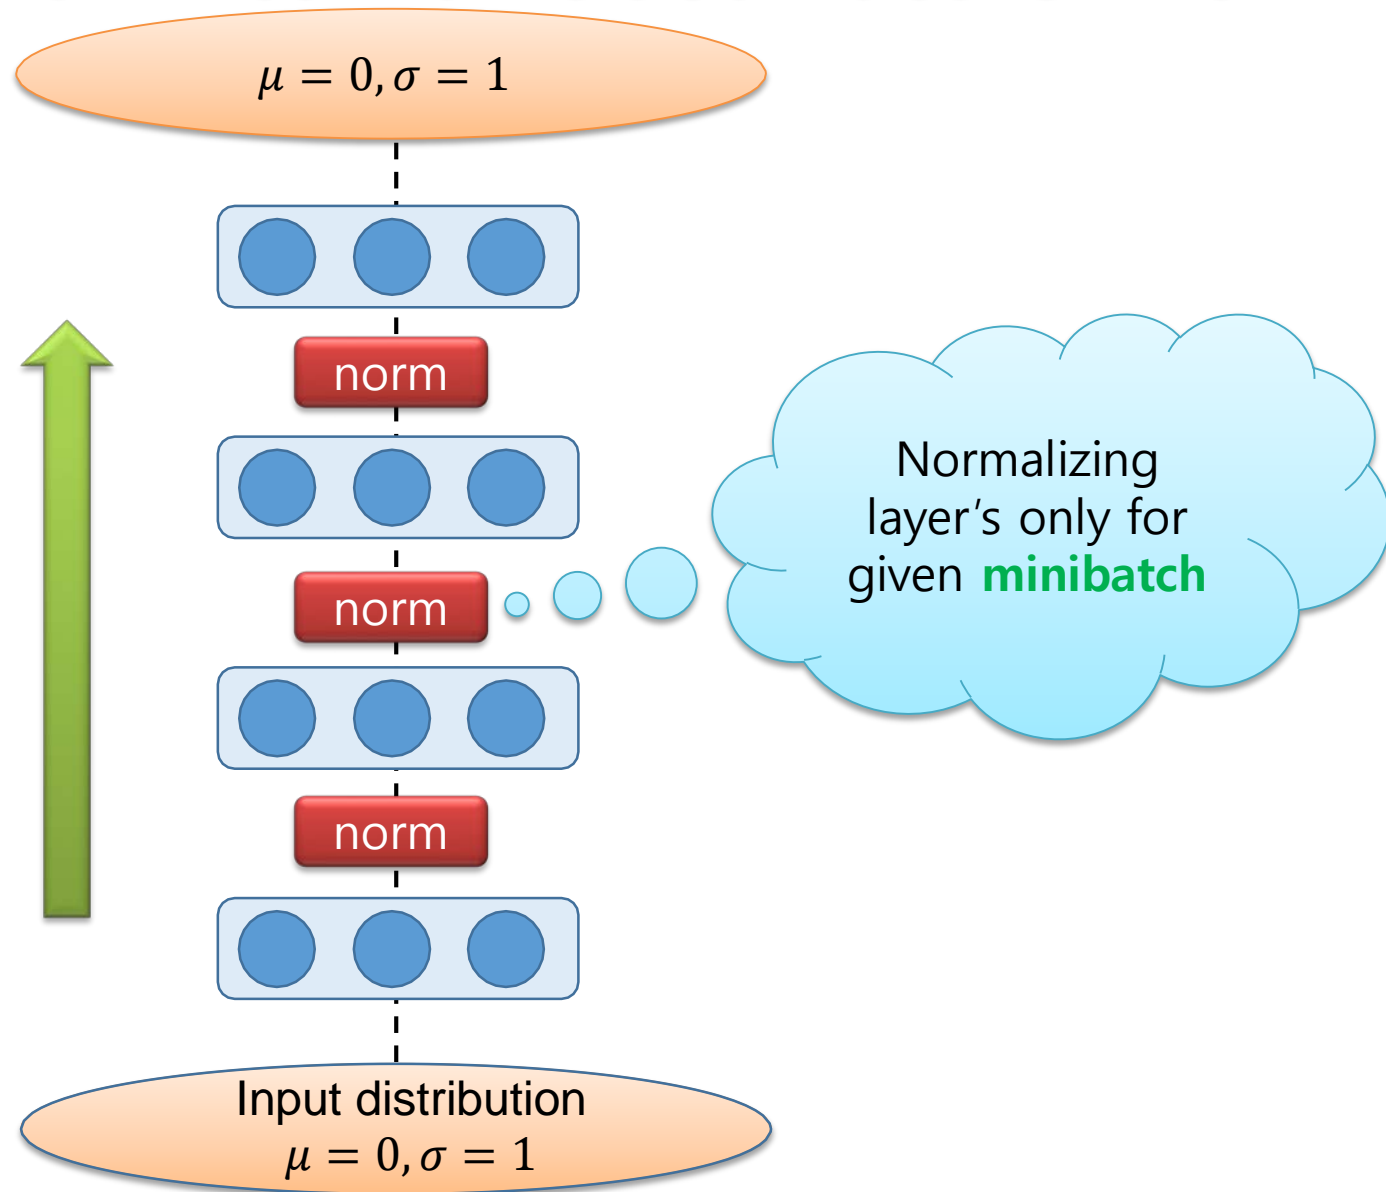 μ = 0, σ = 1
norm
norm
Normalizing
layer's only for
given minibatch
norm
Input distribution
μ = 0, σ = 1